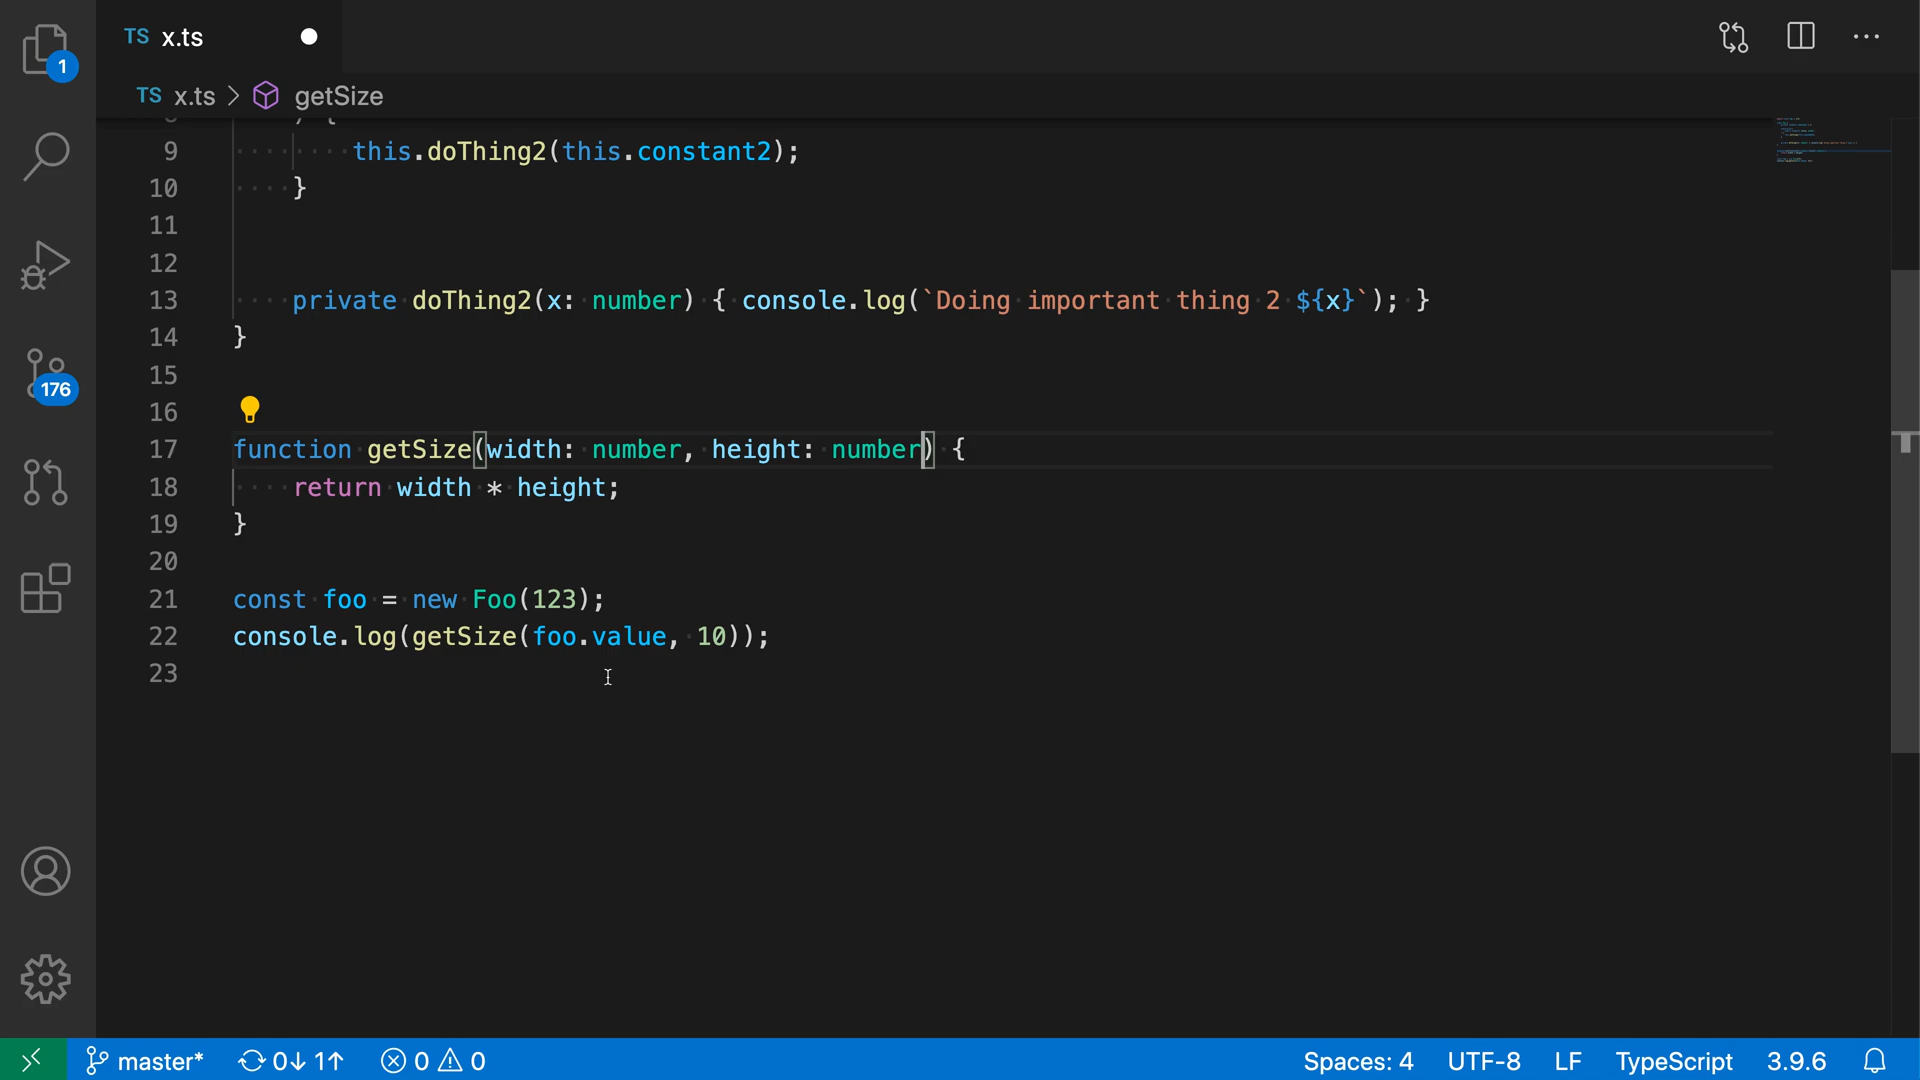 TS x.ts
1
TS x.ts > getSize
8 ) {
9 this.doThing2(this.constant2);
10 }
11
12
13 private doThing2(x: number) { console.log(`Doing important thing 2 ${x}`); }
14 }
15
16
17 function getSize(width: number, height: number) {
18 return width * height;
19 }
20
21 const foo = new Foo(123);
22 console.log(getSize(foo.value, 10));
23
176
master* 0↓ 1↑ 0 0 Spaces: 4 UTF-8 LF TypeScript 3.9.6